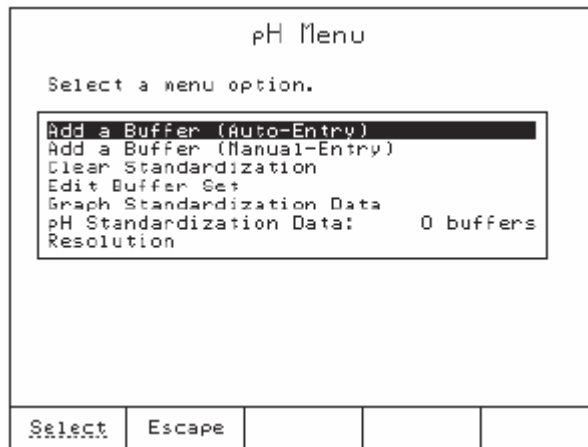 pH Menu
Select a menu option.
Add a Buffer (Auto-Entry)
Add a Buffer (Manual-Entry)
Clear Standardization
Edit Buffer Set
Graph Standardization Data
pH Standardization Data: 0 buffers
Resolution
Select Escape